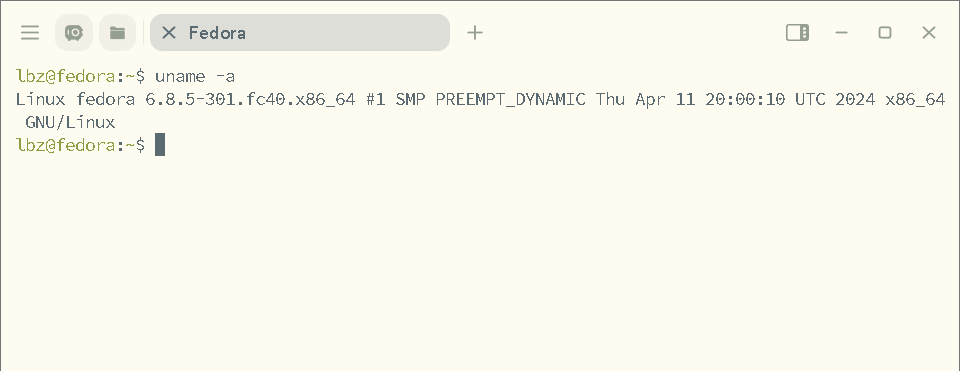 Fedora
lbz@fedora:~$ uname -a
Linux fedora 6.8.5-301.fc40.x86_64 #1 SMP PREEMPT_DYNAMIC Thu Apr 11 20:00:10 UTC 2024 x86_64
GNU/Linux
lbz@fedora:~$